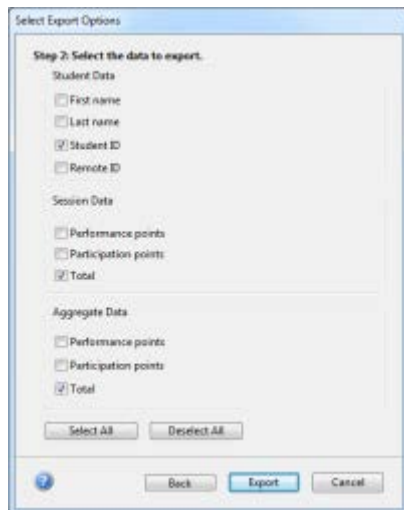 Select Export Options
Step 2: Select the data to export.
Student Data
First name
Last name
Student ID
Remote ID
Session Data
Performance points
Participation points
Total
Aggregate Data
Performance points
Participation points
Total
Select All Deselect All
? Back Export Cancel